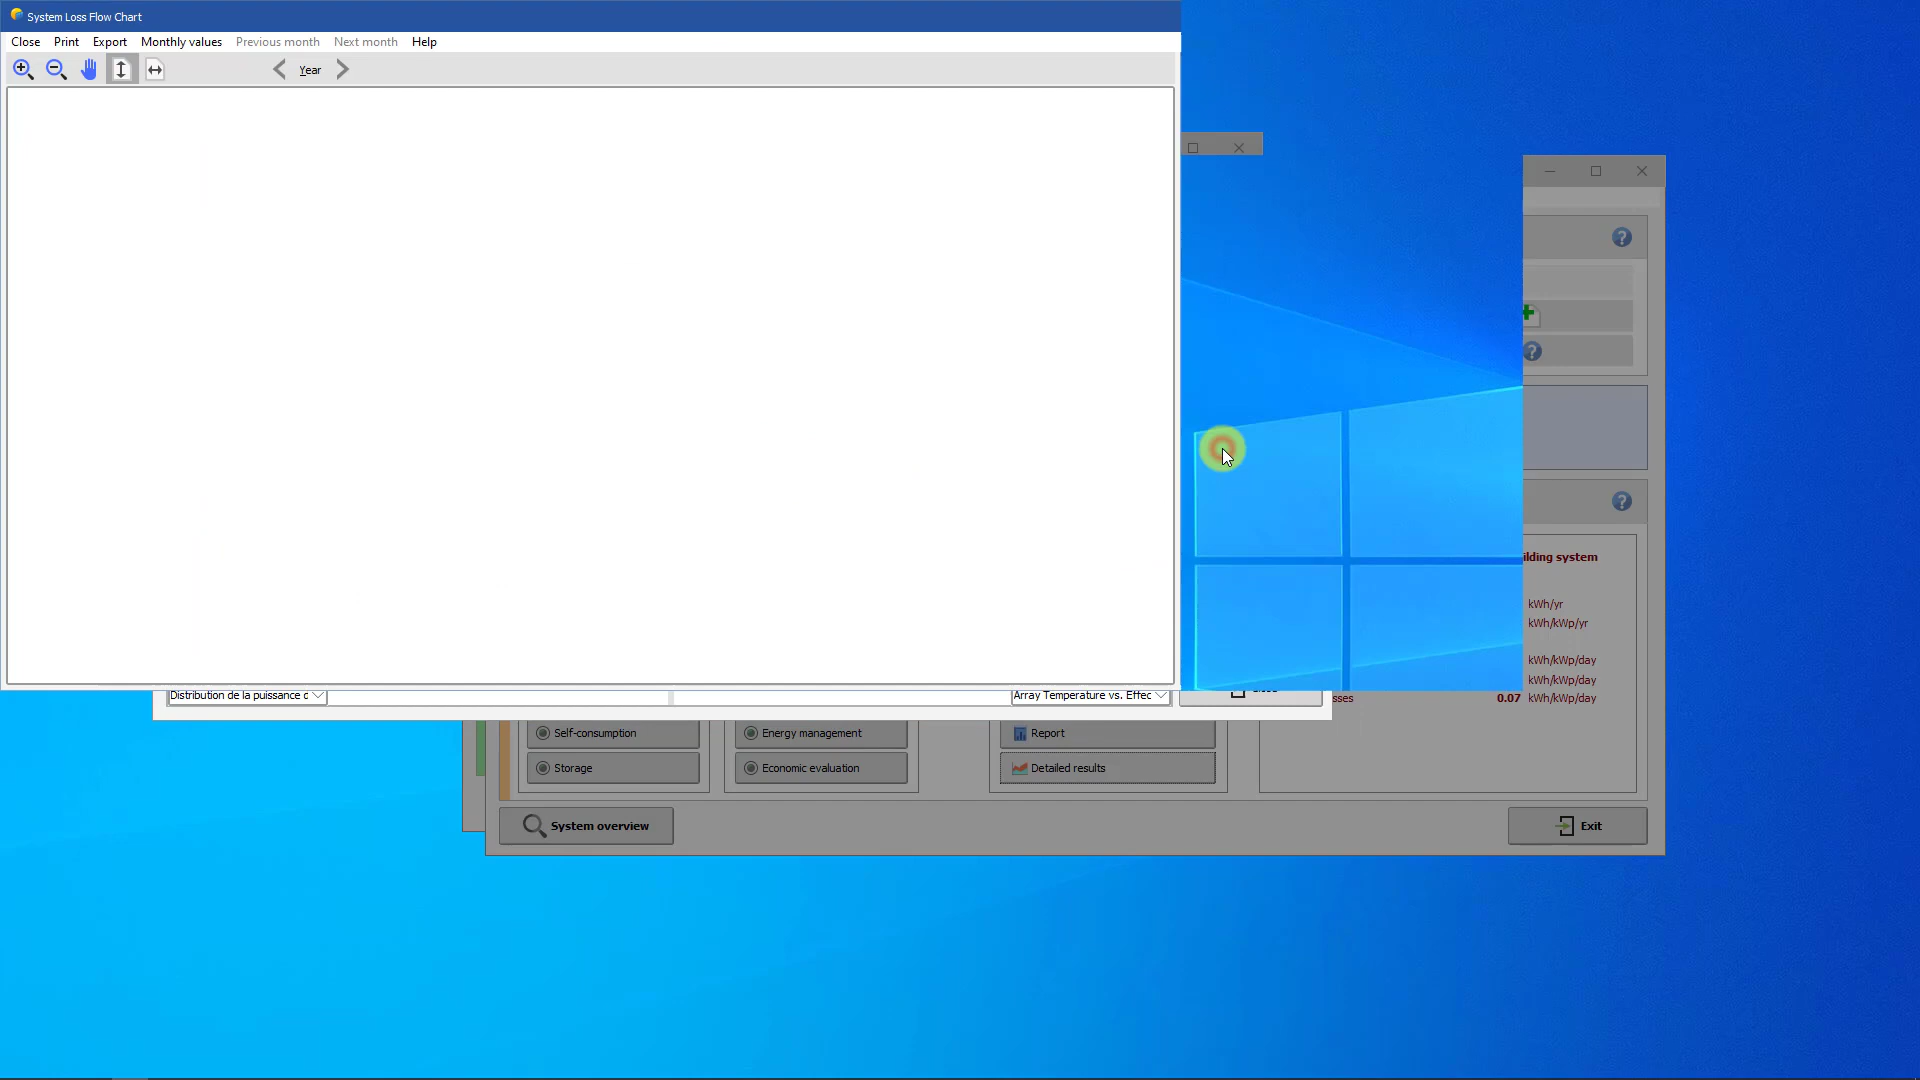 System Loss Flow Chart
Close Print Export Monthly values Previous month Next month Help
Year
ilding system
kWh/yr
kWh/kWp/yr
kWh/kWp/day
kWh/kWp/day
Distribution de la puissance d
Array Temperature vs. Effec
sses 0.07 kWh/kWp/day
Self-consumption Energy management Report
Storage Economic evaluation Detailed results
System overview Exit